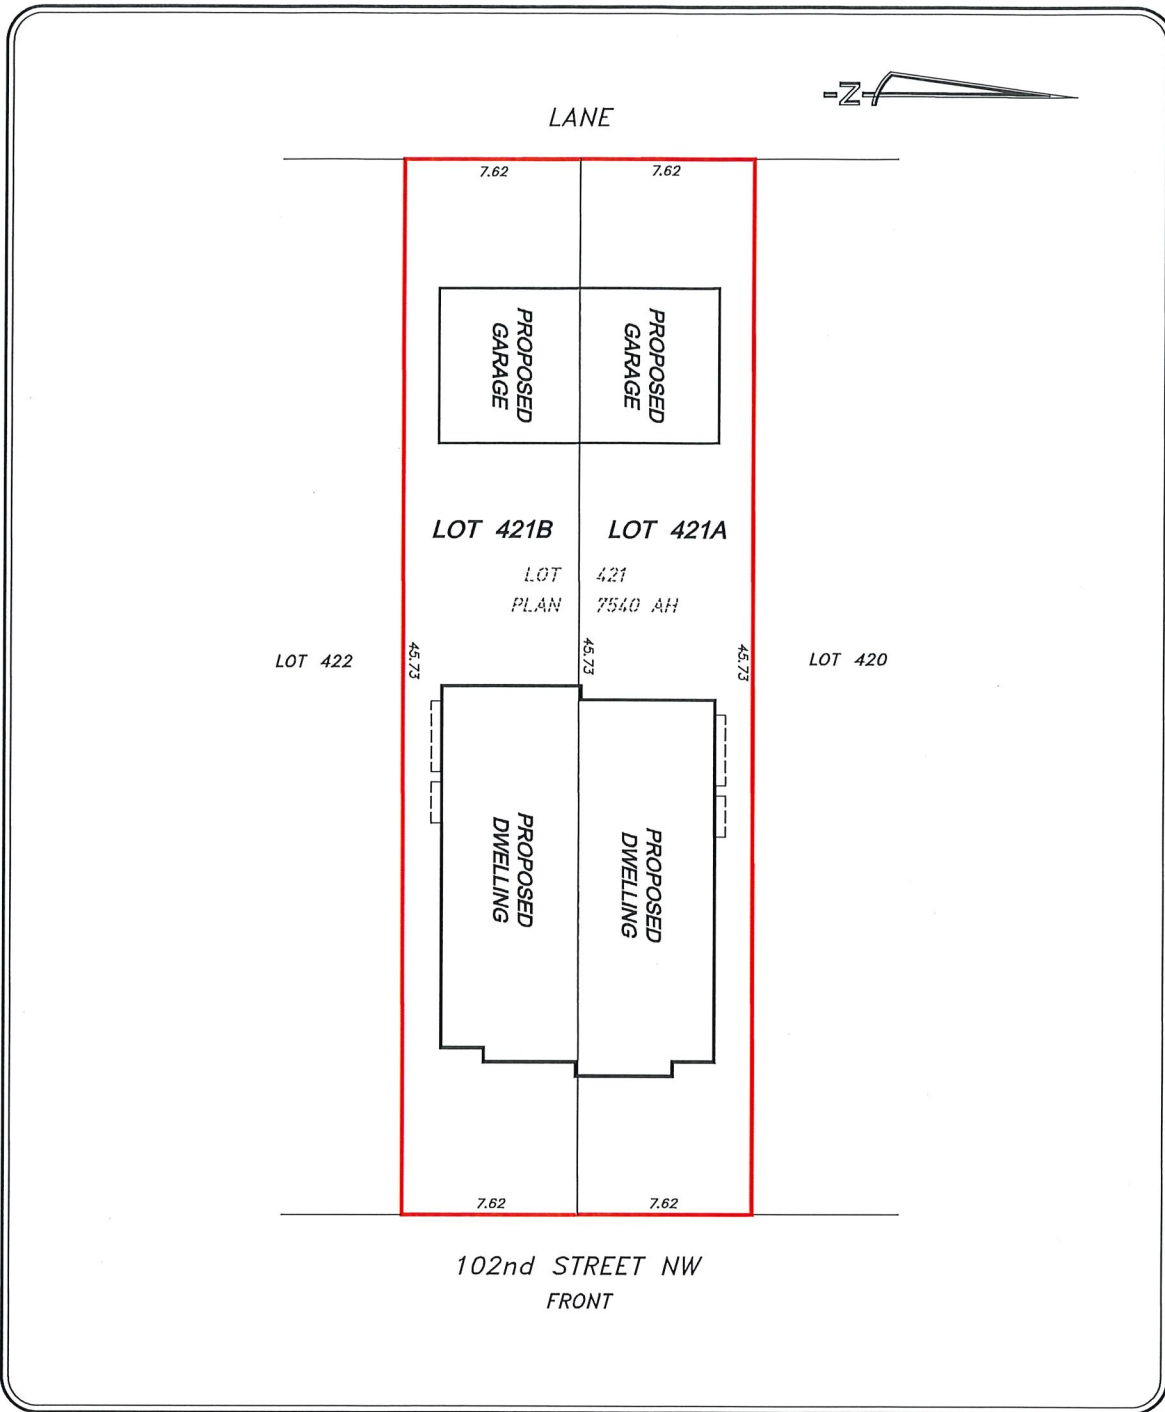 -N-
LANE
7.62 7.62
PROPOSED
GARAGE
PROPOSED
GARAGE
LOT 421B LOT 421A
LOT 421
PLAN 7540 AH
LOT 422 45.73 45.73 45.73 LOT 420
PROPOSED
DWELLING
PROPOSED
DWELLING
7.62 7.62
102nd STREET NW
FRONT